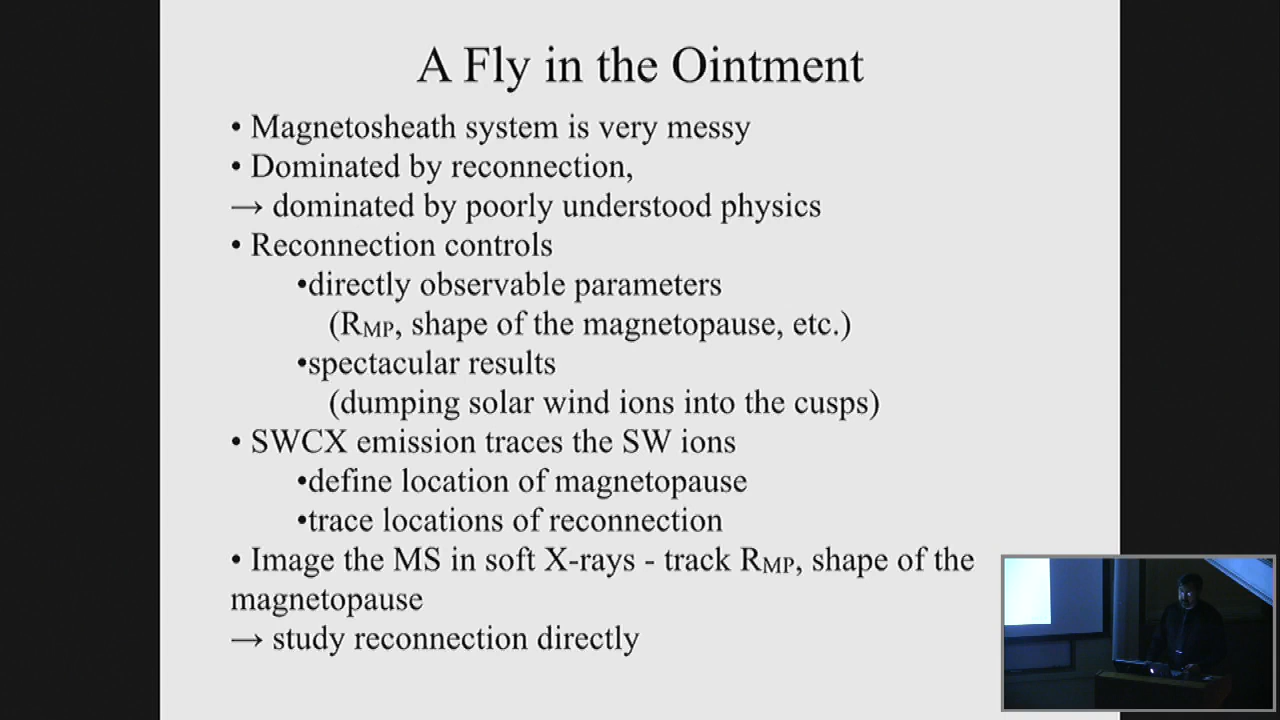 A Fly in the Ointment
• Magnetosheath system is very messy
• Dominated by reconnection,
→ dominated by poorly understood physics
• Reconnection controls
•directly observable parameters
(RMP, shape of the magnetopause, etc.)
•spectacular results
(dumping solar wind ions into the cusps)
• SWCX emission traces the SW ions
•define location of magnetopause
•trace locations of reconnection
• Image the MS in soft X-rays - track RMP, shape of the
magnetopause
→ study reconnection directly